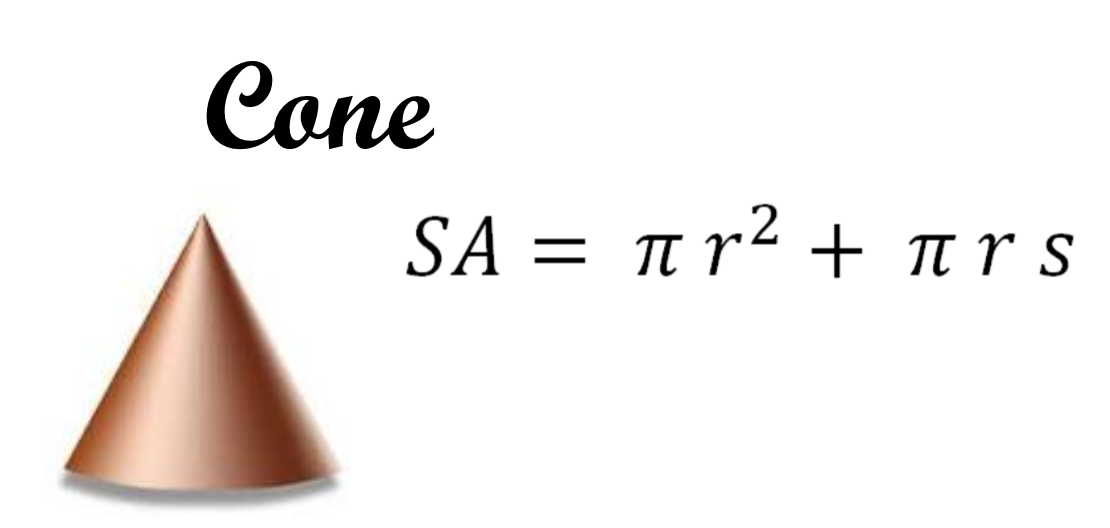 Cone
SA = π r² + π r s